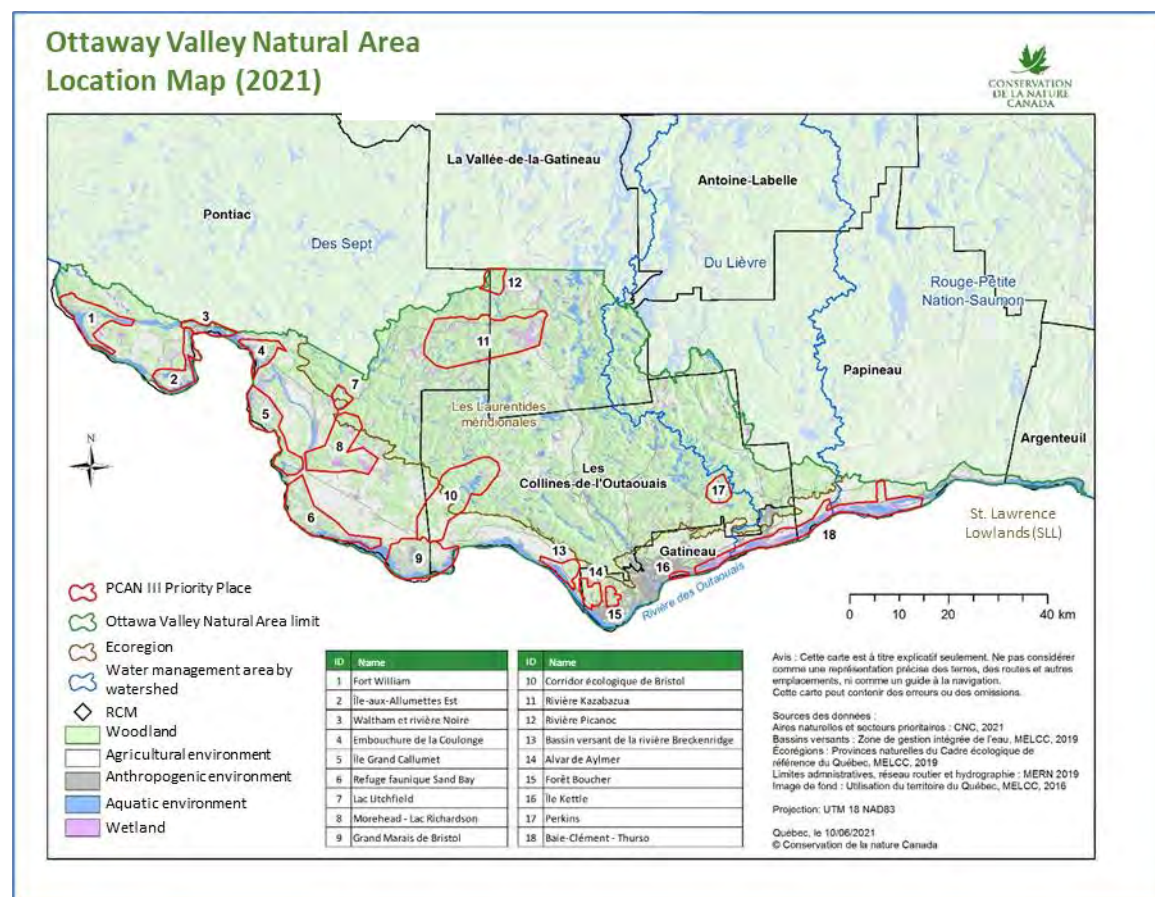 Ottaway Valley Natural Area
Location Map (2021)
CONSERVATION
DE LA NATURE
CANADA
La Vallée-de-la-Gatineau
Antoine-Labelle
Pontiac
Des Sept
Du Lièvre
Rouge-Petite
Nation-Saumon
12
1
3
11
4
2
7
Papineau
5
Les Laurentides
méridionales
Argenteuil
8
N
Les
Collines-de-l'Outaouais
10
17
6
St. Lawrence
Lowlands(SLL)
18
13
Gatineau
9
14
16
15
Rivière des Outaouais
0 10 20 40 km
PCAN III Priority Place
Ottawa Valley Natural Area limit
Ecoregion
Water management area by
watershed
RCM
Woodland
Agricultural environment
Anthropogenic environment
Aquatic environment
Wetland
ID Name
1 Fort William
2 Île-aux-Allumettes Est
3 Waltham et rivière Noire
4 Embouchure de la Coulonge
5 Île Grand Callumet
6 Refuge faunique Sand Bay
7 Lac Litchfield
8 Morehead - Lac Richardson
9 Grand Marais de Bristol
ID Name
10 Corridor écologique de Bristol
11 Rivière Kazabazua
12 Rivière Picanoc
13 Bassin versant de la rivière Breckenridge
14 Alvar de Aylmer
15 Forêt Boucher
16 Île Kettle
17 Perkins
18 Baie-Clément - Thurso
Avis : Cette carte est à titre explicatif seulement. Ne pas considérer
comme une représentation précise des terres, des routes et autres
emplacements, ni comme un guide à la navigation.
Cette carte peut contenir des erreurs ou des omissions.
Sources des données :
Aires naturelles et secteurs prioritaires : CNC, 2021
Bassins versants : Zone de gestion intégrée de l'eau, MELCC, 2019
Écorégions : Provinces naturelles du Cadre écologique de
référence du Québec, MELCC, 2019
Limites admnistratives, réseau routier et hydrographie : MERN 2019
Image de fond : Utilisation du territoire du Québec, MELCC, 2016
Projection: UTM 18 NAD83
Québec, le 10/06/2021
© Conservation de la nature Canada